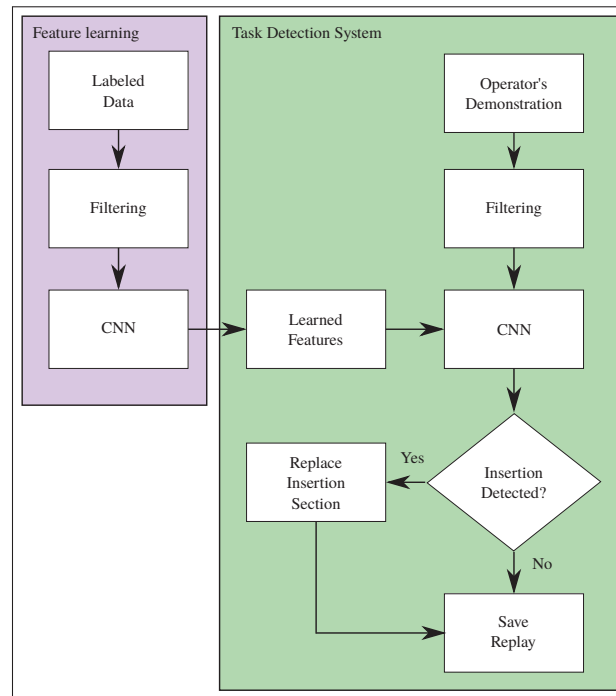 Feature learning
Labeled
Data
Filtering
CNN
Task Detection System
Operator's
Demonstration
Filtering
Learned
Features
CNN
Insertion
Detected?
Yes
Replace
Insertion
Section
No
Save
Replay